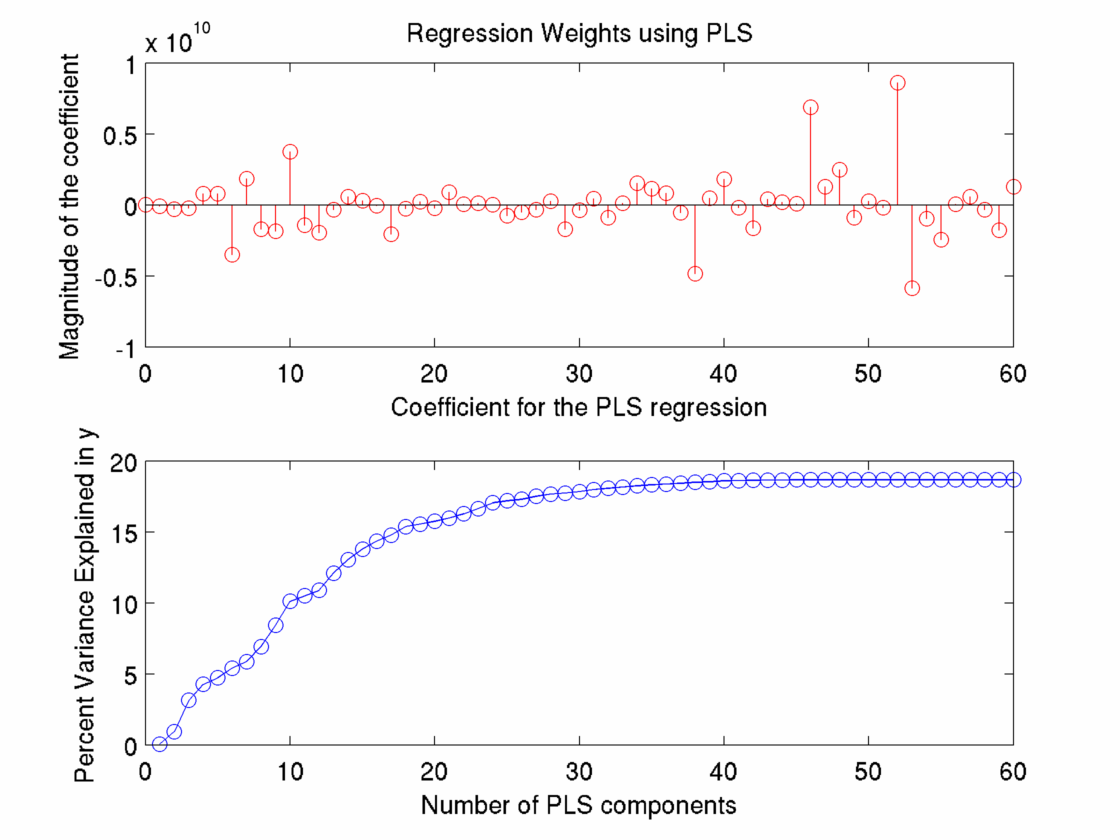 Regression Weights using PLS
x 10^10
Magnitude of the coefficient
1
0.5
0
-0.5
-1
0 10 20 30 40 50 60
Coefficient for the PLS regression
Percent Variance Explained in y
20
15
10
5
0
0 10 20 30 40 50 60
Number of PLS components